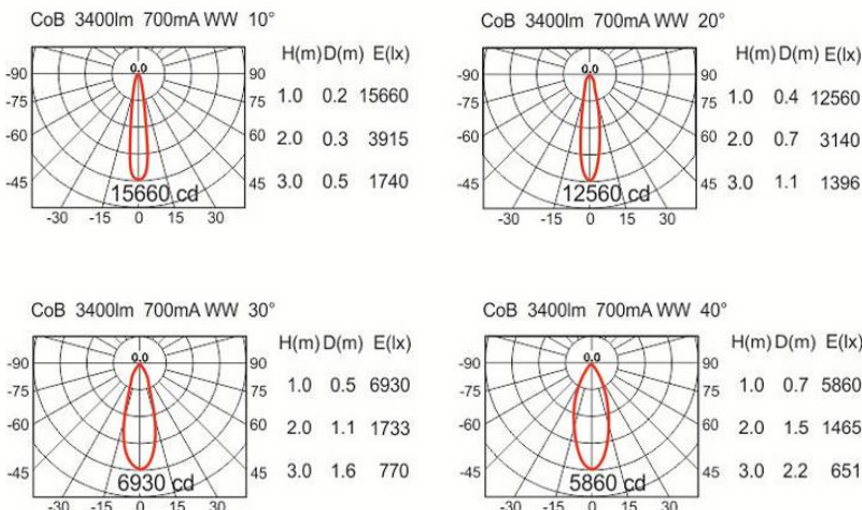 CoB 3400lm 700mA WW 10°
H(m) D(m) E(lx)
-90 0.0 90
-75 75 1.0 0.2 15660
-60 60 2.0 0.3 3915
-45 15660 cd 45 3.0 0.5 1740
-30 -15 0 15 30
CoB 3400lm 700mA WW 20°
H(m) D(m) E(lx)
-90 0.0 90
-75 75 1.0 0.4 12560
-60 60 2.0 0.7 3140
-45 12560 cd 45 3.0 1.1 1396
-30 -15 0 15 30
CoB 3400lm 700mA WW 30°
H(m) D(m) E(lx)
-90 0.0 90
-75 75 1.0 0.5 6930
-60 60 2.0 1.1 1733
-45 6930 cd 45 3.0 1.6 770
-30 -15 0 15 30
CoB 3400lm 700mA WW 40°
H(m) D(m) E(lx)
-90 0.0 90
-75 75 1.0 0.7 5860
-60 60 2.0 1.5 1465
-45 5860 cd 45 3.0 2.2 651
-30 -15 0 15 30